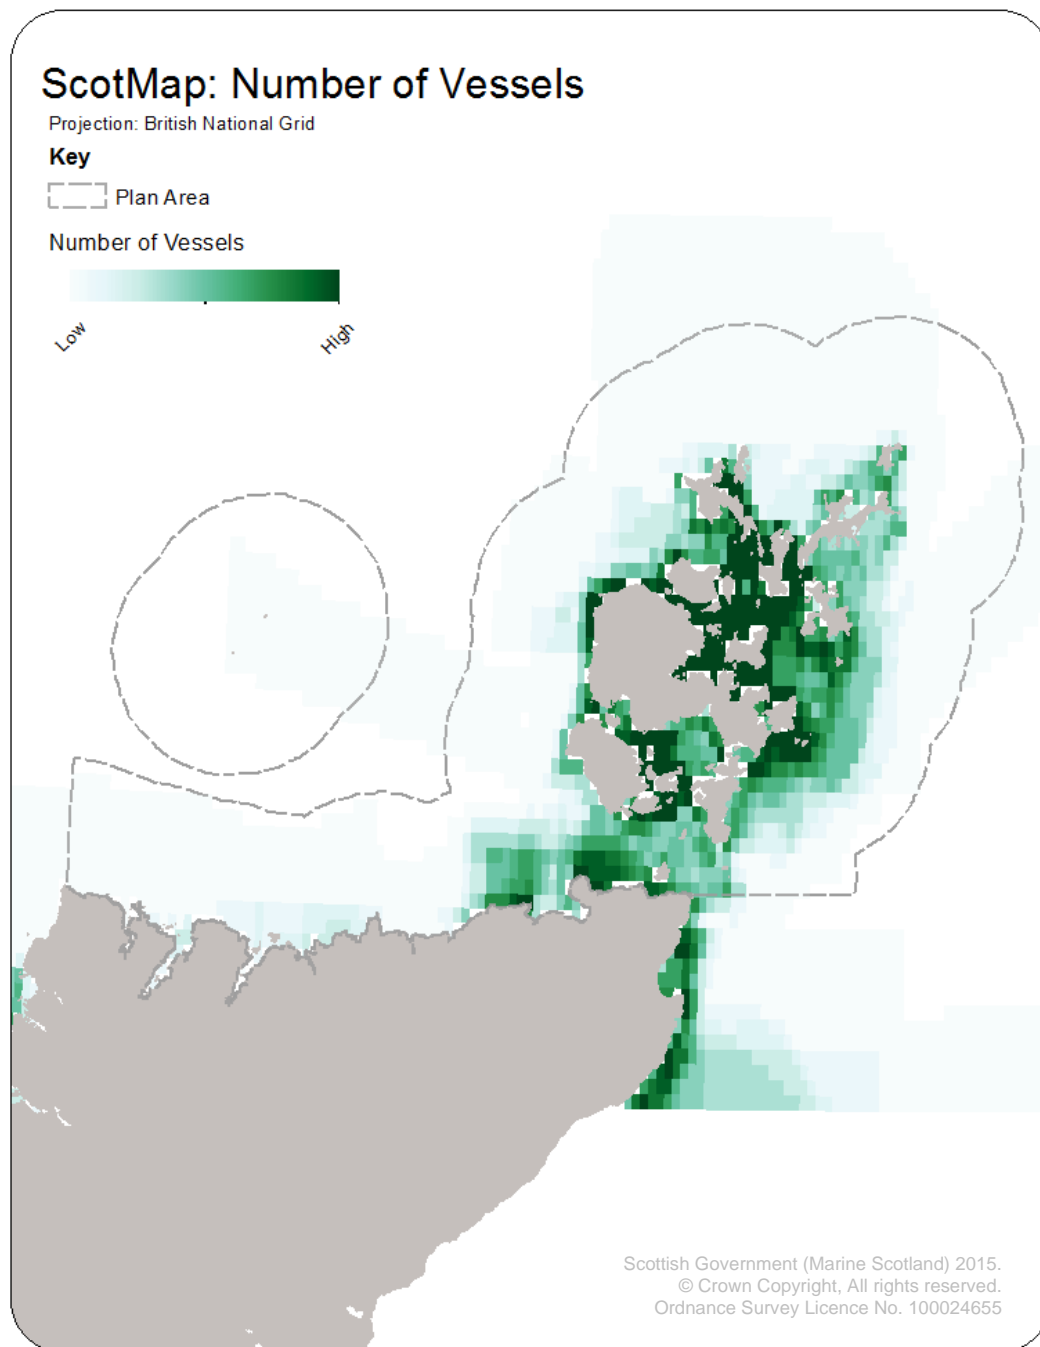 ScotMap: Number of Vessels
Projection: British National Grid
Key
Plan Area
Number of Vessels
Low
High
Scottish Government (Marine Scotland) 2015.
© Crown Copyright, All rights reserved.
Ordnance Survey Licence No. 100024655